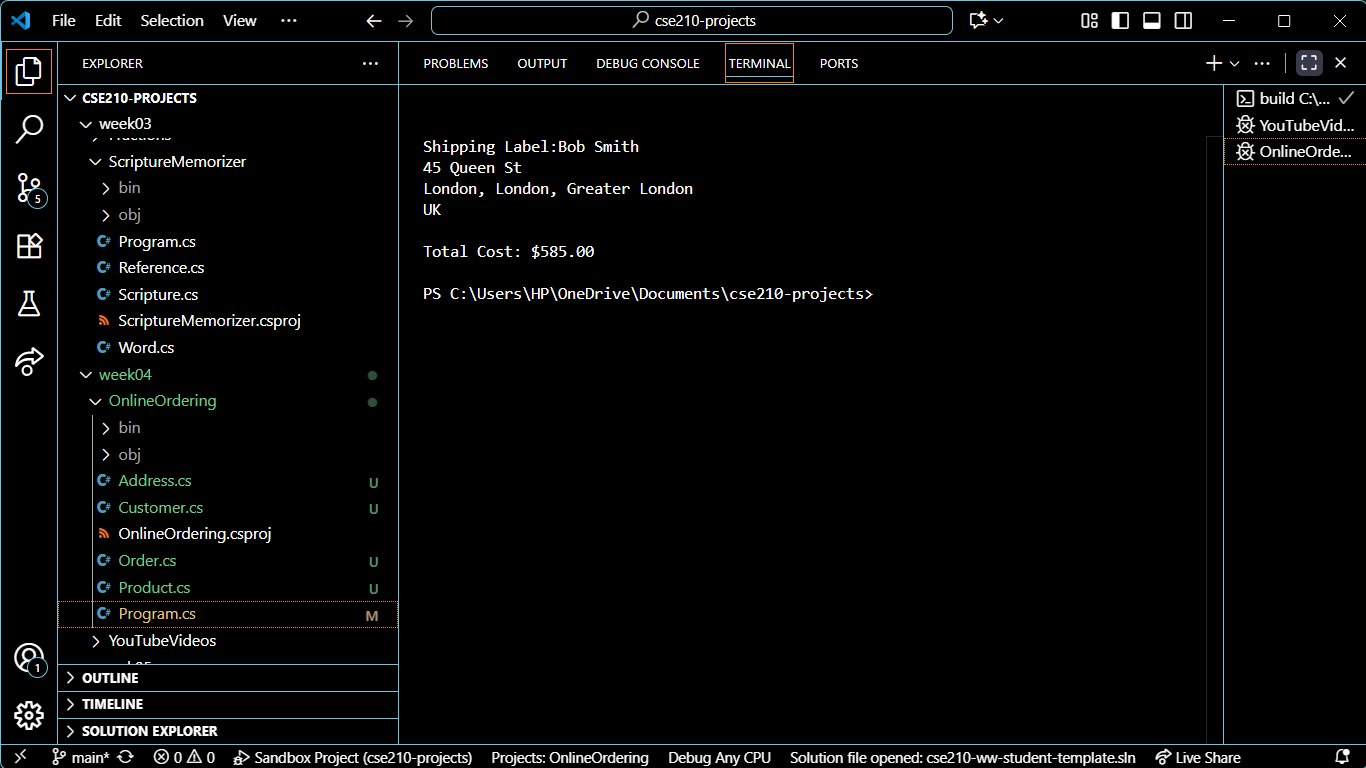 File Edit Selection View ··· cse210-projects
EXPLORER ···
CSE210-PROJECTS
week03
ScriptureMemorizer
bin
obj
C# Program.cs
C# Reference.cs
C# Scripture.cs
ScriptureMemorizer.csproj
C# Word.cs
week04
OnlineOrdering
bin
obj
C# Address.cs U
C# Customer.cs U
OnlineOrdering.csproj
C# Order.cs U
C# Product.cs U
C# Program.cs M
YouTubeVideos
OUTLINE
TIMELINE
SOLUTION EXPLORER
5
1
PROBLEMS OUTPUT DEBUG CONSOLE TERMINAL PORTS
Shipping Label:Bob Smith
45 Queen St
London, London, Greater London
UK
Total Cost: $585.00
PS C:\Users\HP\OneDrive\Documents\cse210-projects>
build C:\...
YouTubeVid...
OnlineOrde...
main* 0 0 Sandbox Project (cse210-projects) Projects: OnlineOrdering Debug Any CPU Solution file opened: cse210-ww-student-template.sln Live Share